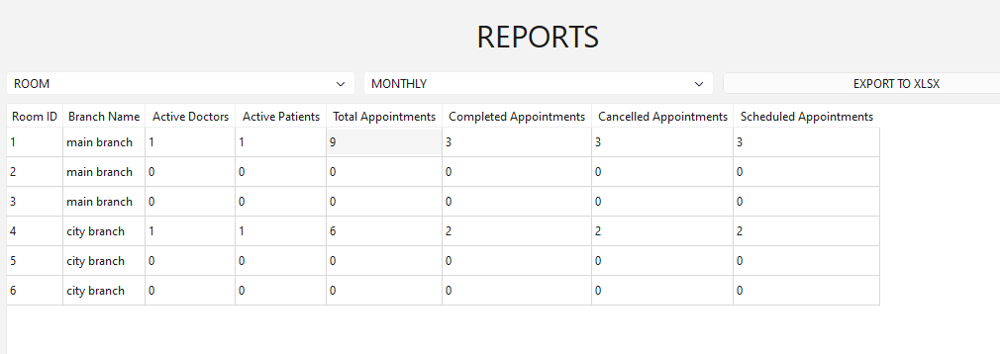 REPORTS
ROOM MONTHLY EXPORT TO XLSX
Room ID Branch Name Active Doctors Active Patients Total Appointments Completed Appointments Cancelled Appointments Scheduled Appointments
1 main branch 1 1 9 3 3 3
2 main branch 0 0 0 0 0 0
3 main branch 0 0 0 0 0 0
4 city branch 1 1 6 2 2 2
5 city branch 0 0 0 0 0 0
6 city branch 0 0 0 0 0 0